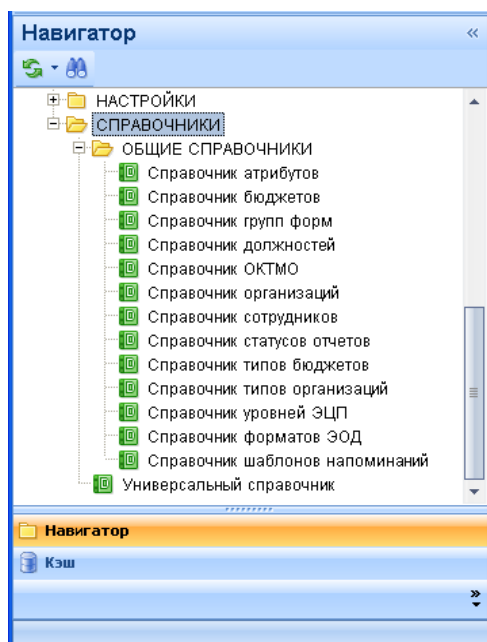 Навигатор
НАСТРОЙКИ
СПРАВОЧНИКИ
ОБЩИЕ СПРАВОЧНИКИ
Справочник атрибутов
Справочник бюджетов
Справочник групп форм
Справочник должностей
Справочник ОКТМО
Справочник организаций
Справочник сотрудников
Справочник статусов отчетов
Справочник типов бюджетов
Справочник типов организаций
Справочник уровней ЭЦП
Справочник форматов ЭОД
Справочник шаблонов напоминаний
Универсальный справочник
Навигатор
Кэш